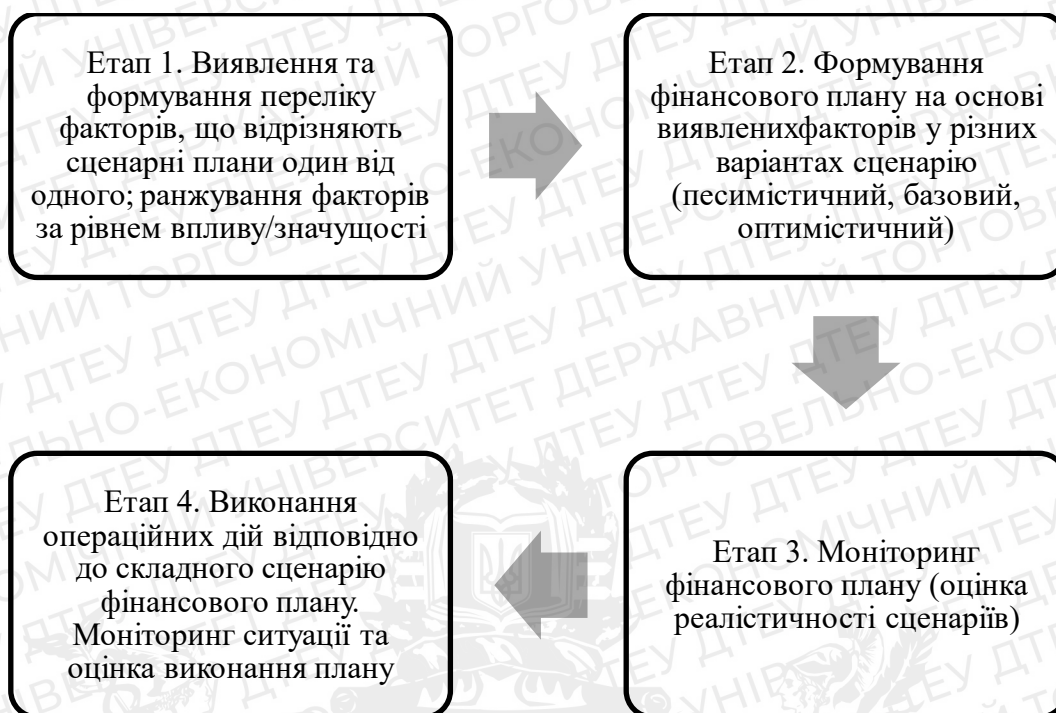 Етап 1. Виявлення та
формування переліку
факторів, що відрізняють
сценарні плани один від
одного; ранжування факторів
за рівнем впливу/значущості
Етап 2. Формування
фінансового плану на основі
виявленихфакторів у різних
варіантах сценарію
(песимістичний, базовий,
оптимістичний)
Етап 3. Моніторинг
фінансового плану (оцінка
реалістичності сценаріїв)
Етап 4. Виконання
операційних дій відповідно
до складного сценарію
фінансового плану.
Моніторинг ситуації та
оцінка виконання плану